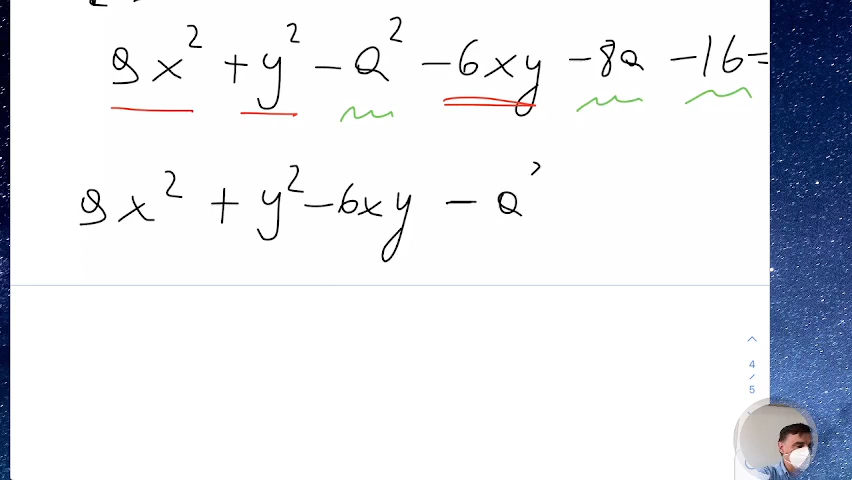 9x² + y² - a² - 6xy - 8a - 16 =
9x² + y² - 6xy - a²
4
5